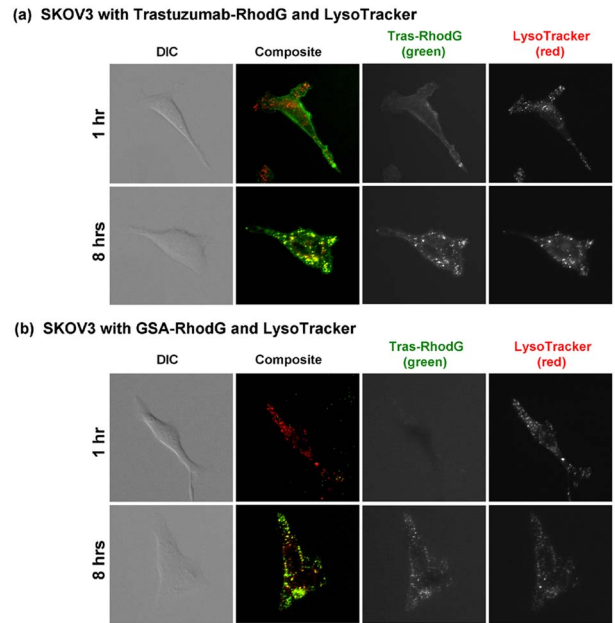 (a) SKOV3 with Trastuzumab-RhodG and LysoTracker
DIC Composite Tras-RhodG (green) LysoTracker (red)
1 hr
8 hrs
(b) SKOV3 with GSA-RhodG and LysoTracker
DIC Composite Tras-RhodG (green) LysoTracker (red)
1 hr
8 hrs